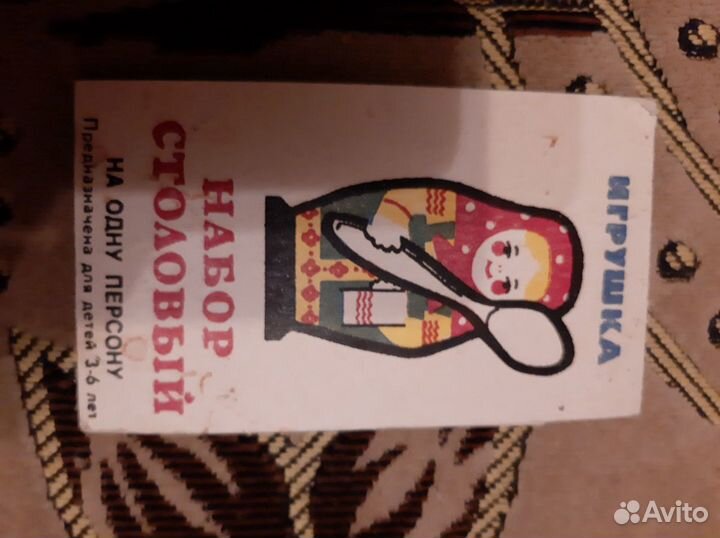 ИГРУШКА
НАБОР
СТОЛОВЫЙ
НА ОДНУ ПЕРСОНУ
Предназначена для детей 3-6 лет
Avito